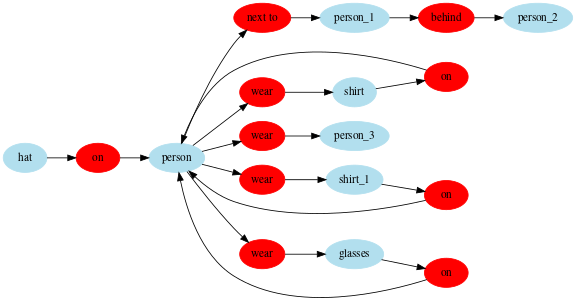 next to
person_1
behind
person_2
on
wear
shirt
hat
on
person
wear
person_3
wear
shirt_1
on
wear
glasses
on